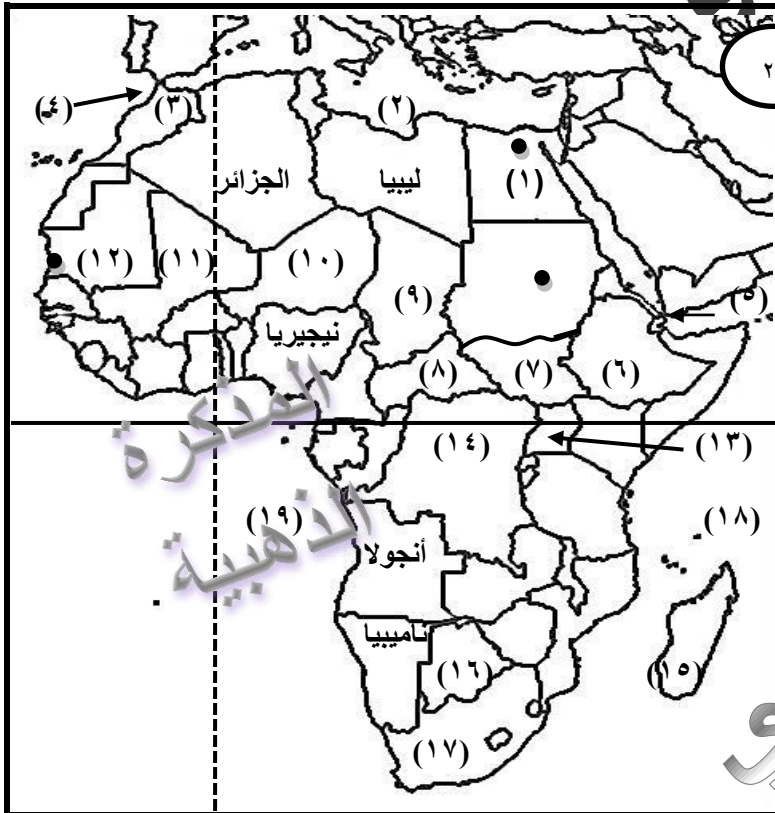 ٢
(٤)
(٣)
(٢)
الجزائر
ليبيا
(١)
(١٢)
(١١)
(١٠)
(٩)
(٥)
نيجيريا
(٨)
(٧)
(٦)
المذكرة
(١٤)
(١٣)
الذهبية
(١٩)
(١٨)
أنجولا
ناميبيا
(١٦)
(١٥)
(١٧)